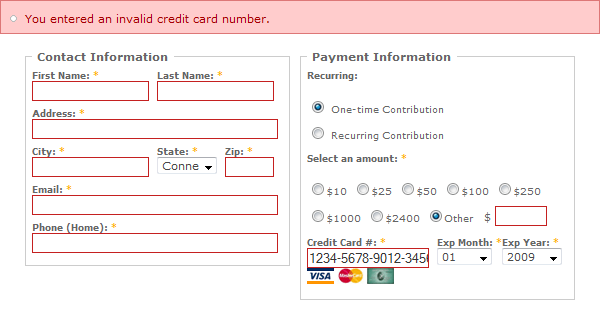 You entered an invalid credit card number.
Contact Information
First Name: * Last Name: *
Address: *
City: * State: * Zip: *
Conne
Email: *
Phone (Home): *
Payment Information
Recurring:
One-time Contribution
Recurring Contribution
Select an amount: *
$10 $25 $50 $100 $250
$1000 $2400 Other $
Credit Card #: * Exp Month: * Exp Year: *
1234-5678-9012-3456 01 2009
VISA MasterCard